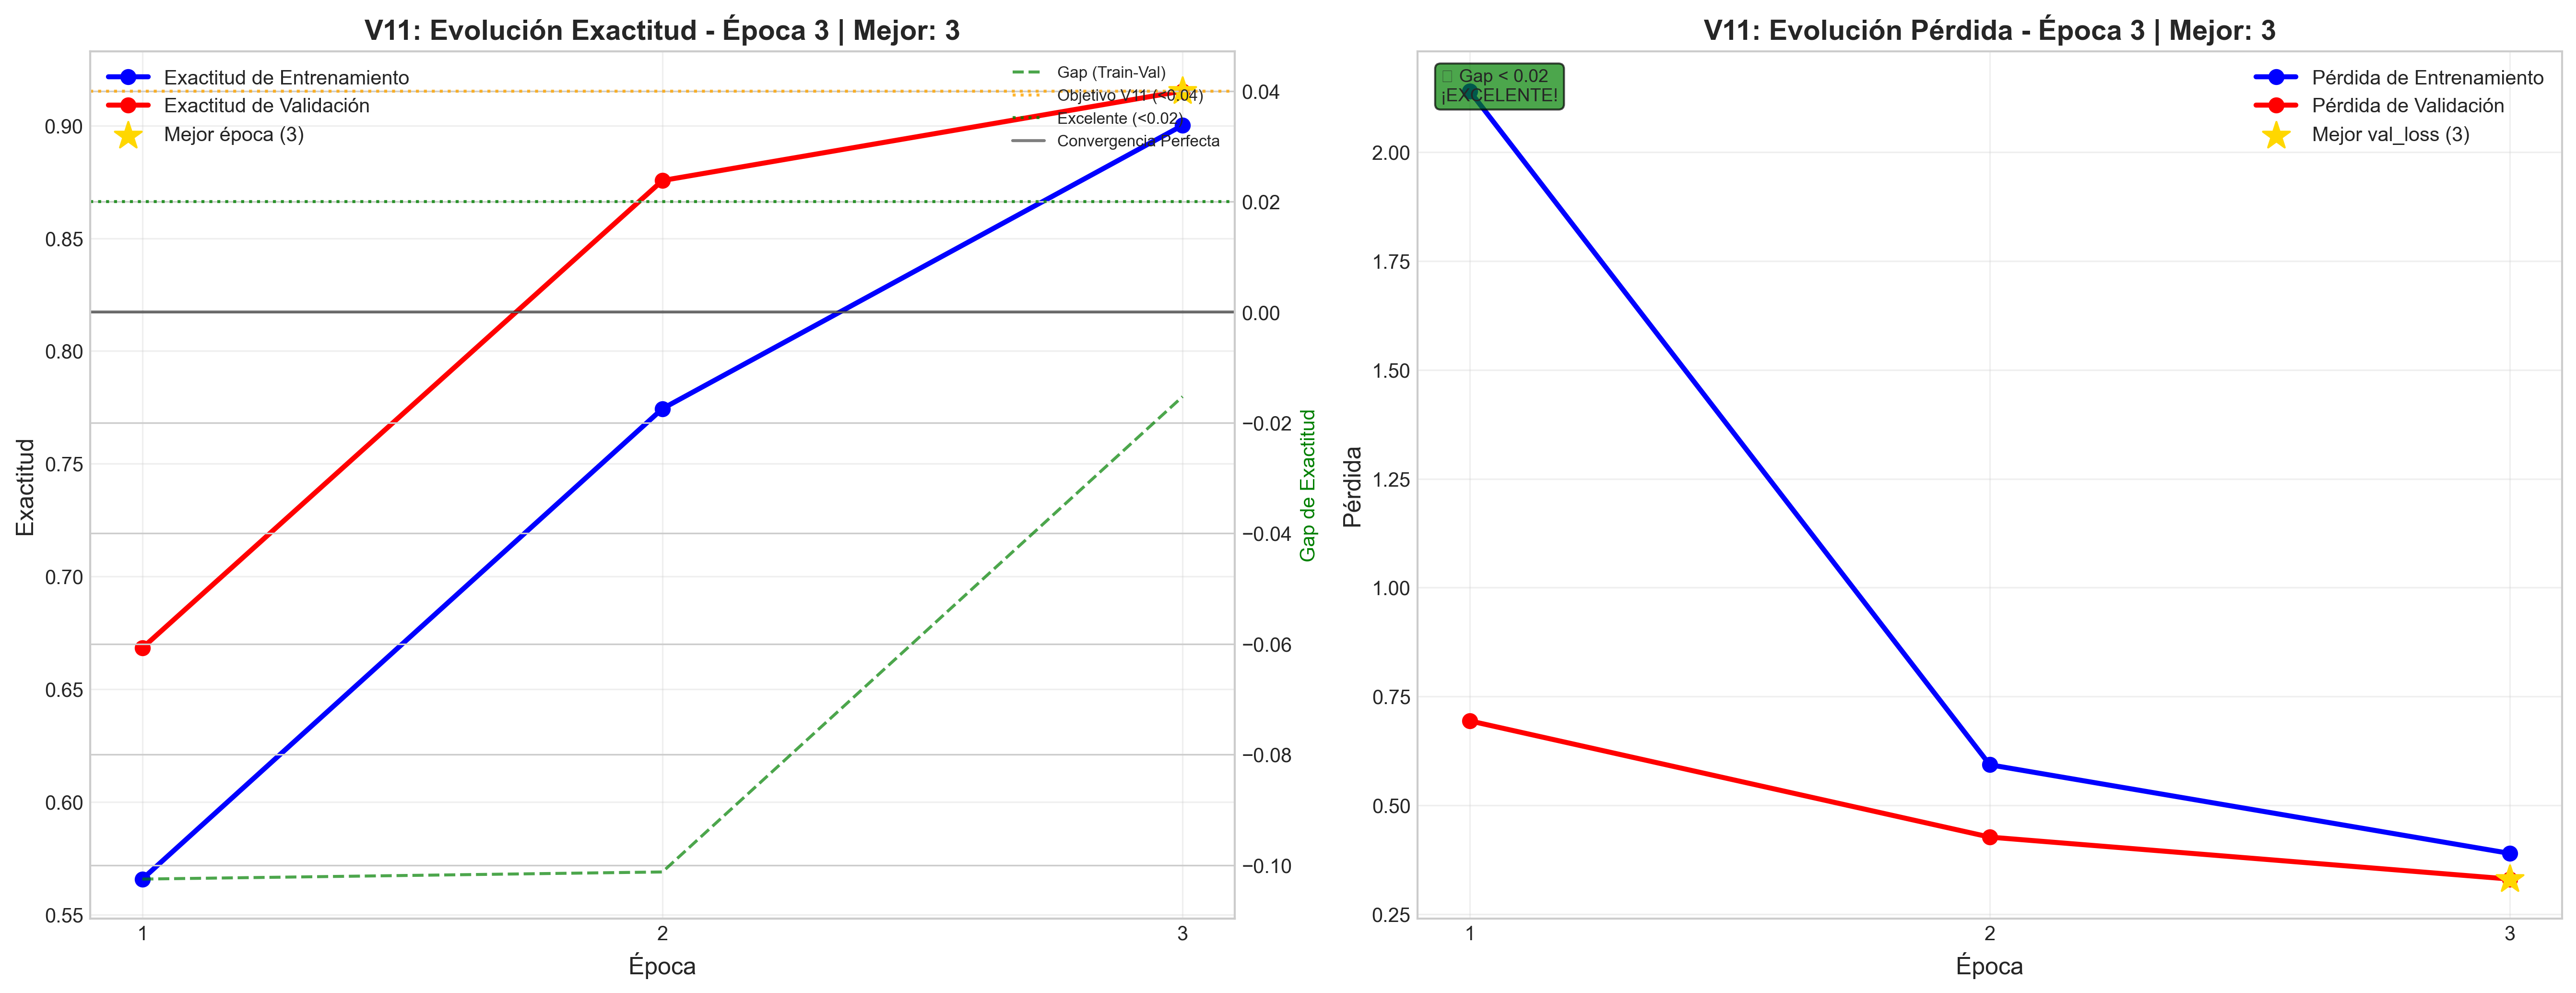 V11: Evolución Exactitud - Época 3 | Mejor: 3
Exactitud de Entrenamiento
Exactitud de Validación
Mejor época (3)
Gap (Train-Val)
Objetivo V11 (<0.04)
Excelente (<0.02)
Convergencia Perfecta
0.90
0.85
0.80
0.75
0.70
0.65
0.60
0.55
Exactitud
0.04
0.02
0.00
−0.02
−0.04
−0.06
−0.08
−0.10
Gap de Exactitud
1 2 3
Época
V11: Evolución Pérdida - Época 3 | Mejor: 3
Gap < 0.02
¡EXCELENTE!
Pérdida de Entrenamiento
Pérdida de Validación
Mejor val_loss (3)
2.00
1.75
1.50
1.25
1.00
0.75
0.50
0.25
Pérdida
1 2 3
Época